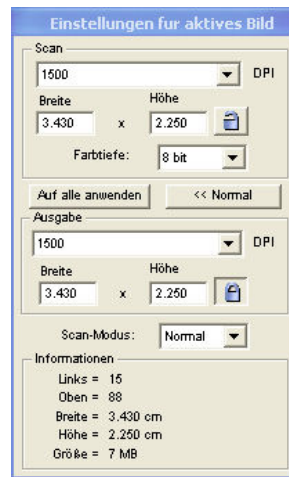 Einstellungen fur aktives Bild
Scan
1500 DPI
Breite Höhe
3.430 x 2.250
Farbtiefe: 8 bit
Auf alle anwenden << Normal
Ausgabe
1500 DPI
Breite Höhe
3.430 x 2.250
Scan-Modus: Normal
Informationen
Links = 15
Oben = 88
Breite = 3.430 cm
Höhe = 2.250 cm
Größe = 7 MB